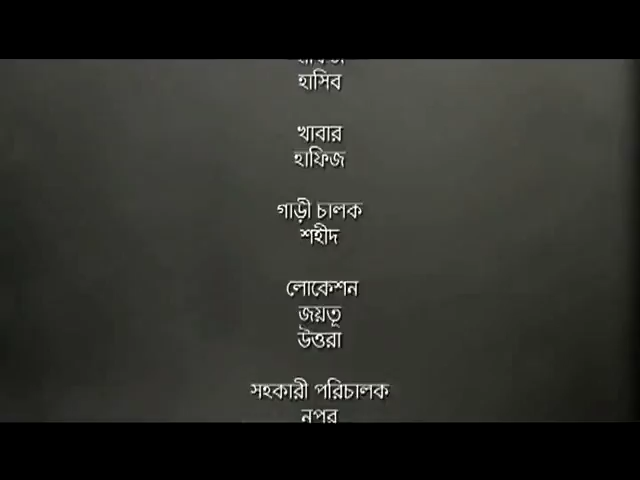 হাসিব
খাবার
হাফিজ
গাড়ী চালক
শহীদ
লোকেশন
জয়তূ
উত্তরা
সহকারী পরিচালক